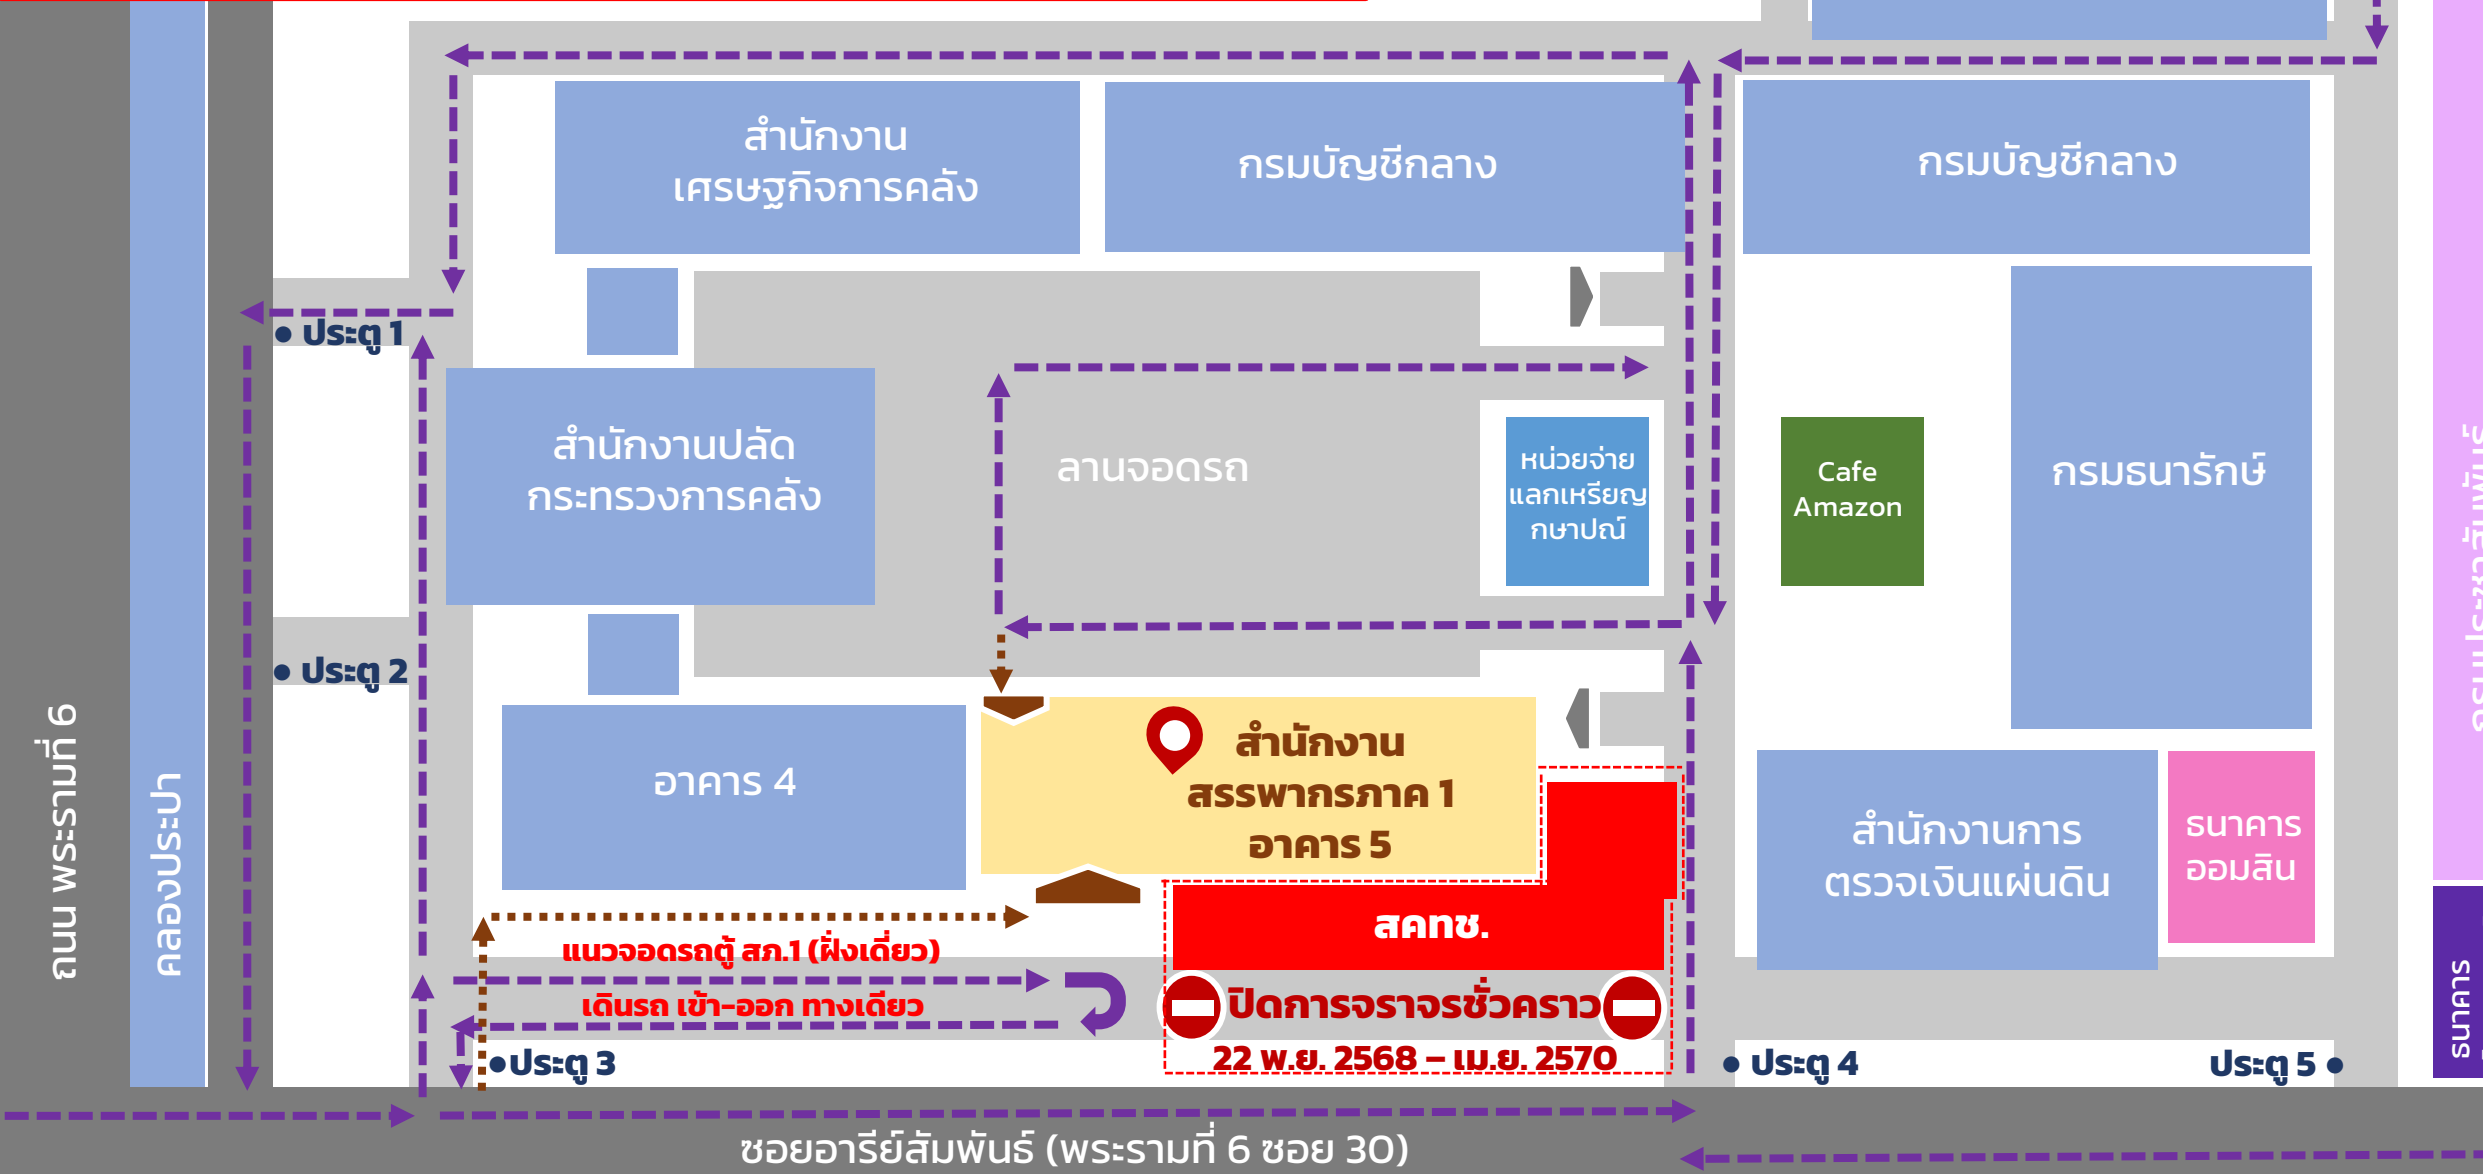 สำนักงาน
เศรษฐกิจการคลัง
กรมบัญชีกลาง
กรมบัญชีกลาง
• ประตู 1
สำนักงานปลัด
กระทรวงการคลัง
ลานจอดรถ
หน่วยจ่าย
แลกเหรียญ
กษาปณ์
Cafe
Amazon
กรมธนารักษ์
กรมประชาสัมพันธ์
• ประตู 2
ถนน พระรามที่ 6
คลองประปา
อาคาร 4
สำนักงาน
สรรพากรภาค 1
อาคาร 5
สำนักงานการ
ตรวจเงินแผ่นดิน
ธนาคาร
ออมสิน
แนวจอดรถตู้ สภ.1 (ฝั่งเดี่ยว)
เดินรถ เข้า-ออก ทางเดียว
สคทช.
ปิดการจราจรชั่วคราว
22 พ.ย. 2568 – เม.ย. 2570
•ประตู 3
• ประตู 4
ประตู 5 •
ธนาคาร
ซอยอารีย์สัมพันธ์ (พระรามที่ 6 ซอย 30)